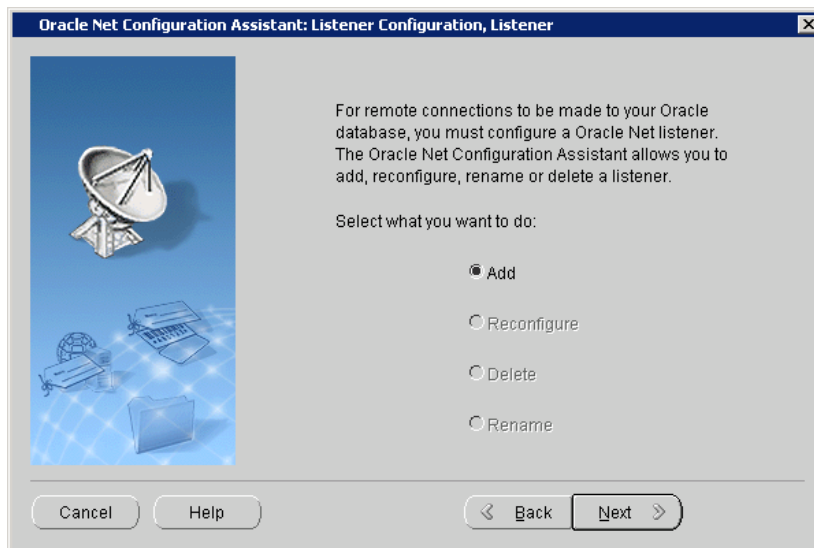 Oracle Net Configuration Assistant: Listener Configuration, Listener
For remote connections to be made to your Oracle
database, you must configure a Oracle Net listener.
The Oracle Net Configuration Assistant allows you to
add, reconfigure, rename or delete a listener.
Select what you want to do:
Add
Reconfigure
Delete
Rename
Cancel
Help
Back
Next